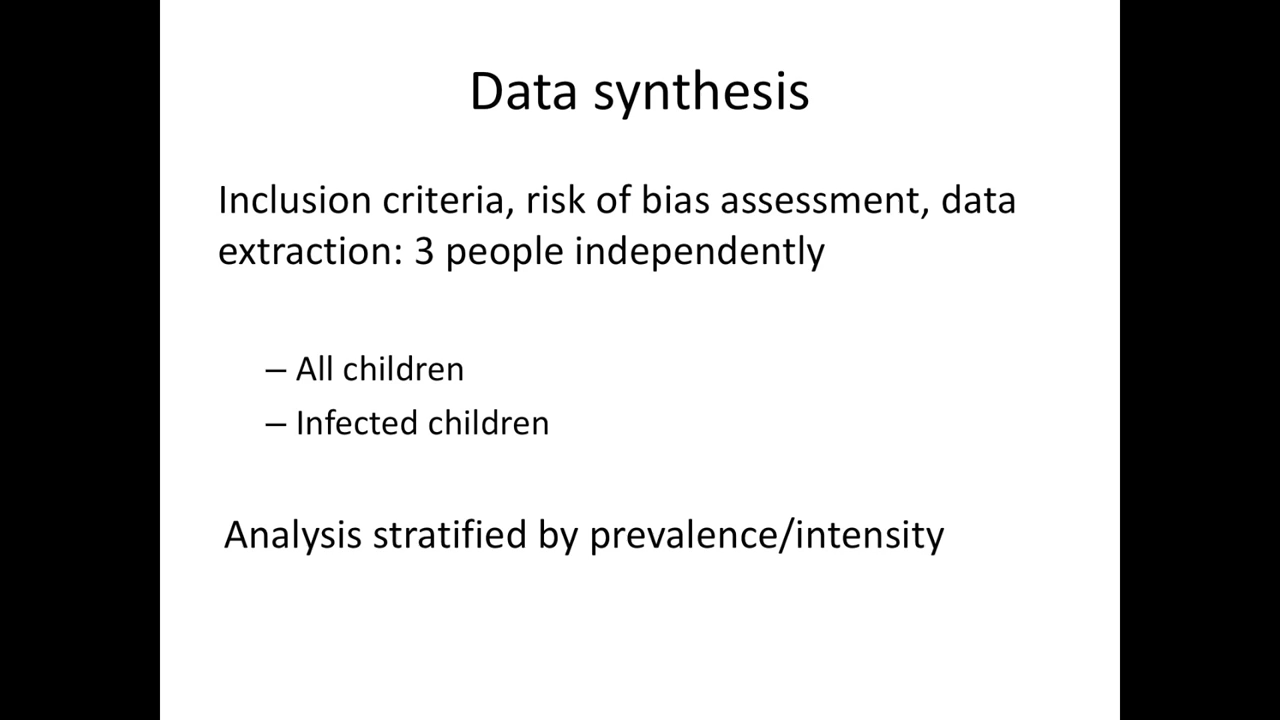 Data synthesis
Inclusion criteria, risk of bias assessment, data
extraction: 3 people independently
– All children
– Infected children
Analysis stratified by prevalence/intensity